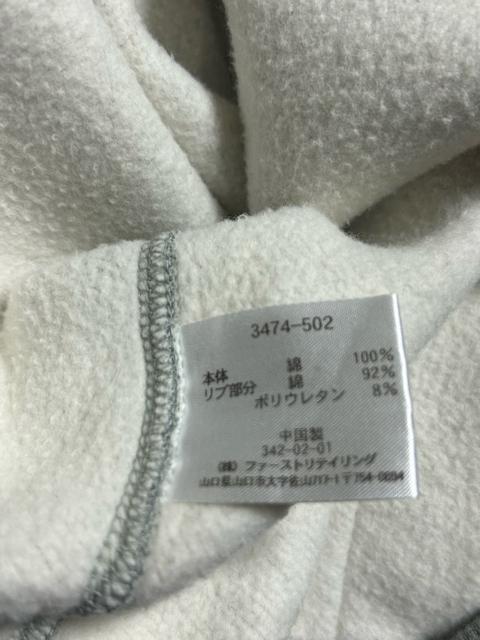 3474-502
本体 綿 100%
リブ部分 綿 92%
ポリウレタン 8%
中国製
342-02-01
(株) ファーストリテイリング
山口県山口市大字佐山717-1〒754-0894